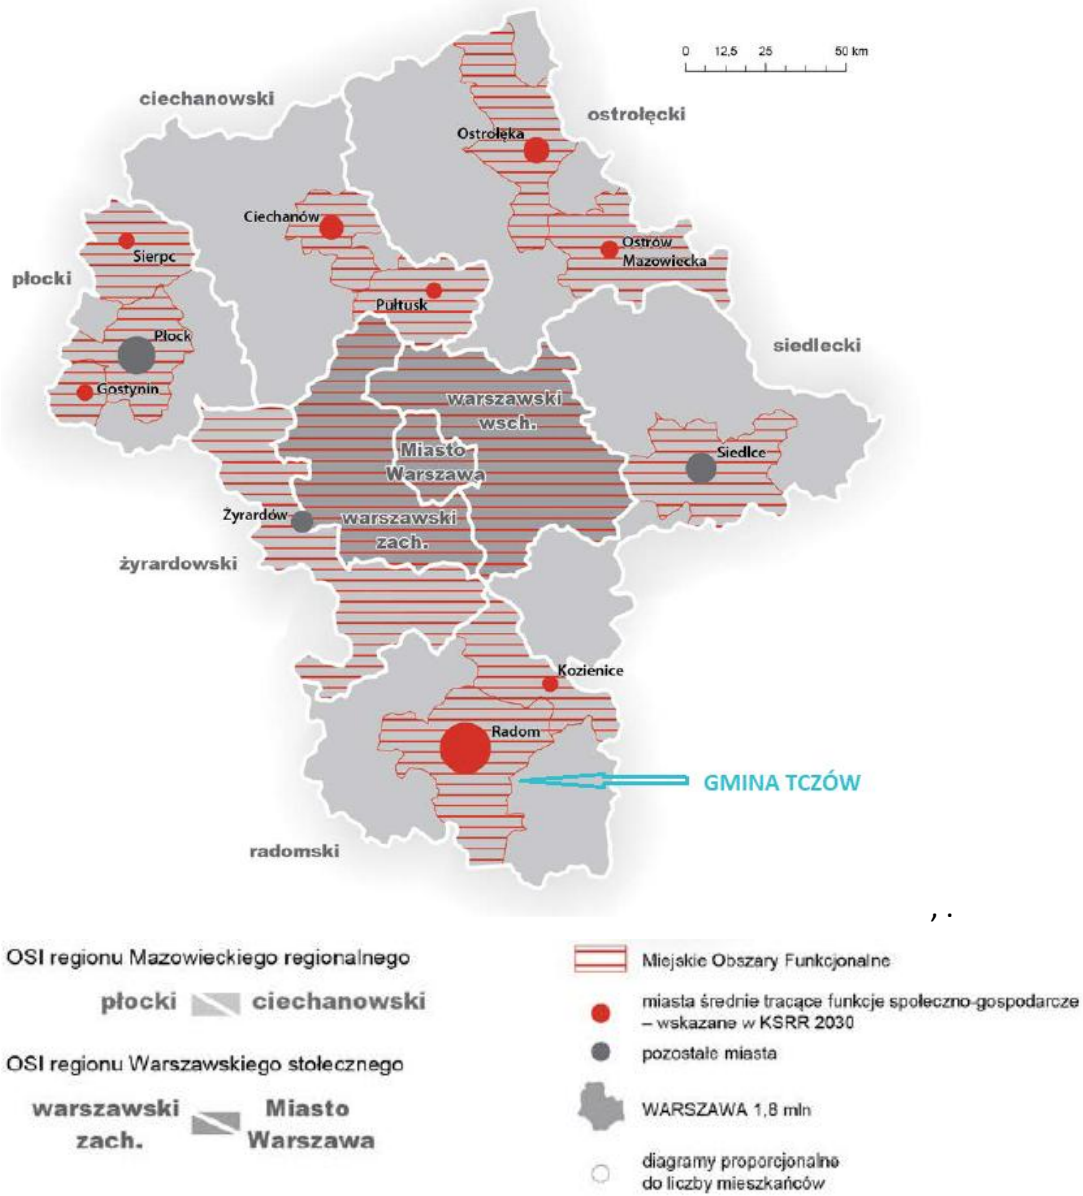 0 12,5 25 50 km
ciechanowski
ostrołęcki
Ostrołęka
Ciechanów
Sierpc
Ostrów
Mazowiecka
płocki
Pułtusk
Płock
siedlecki
Gostynin
warszawski
wsch.
Miasto
Warszawa
Siedlce
Żyrardów
warszawski
zach.
żyrardowski
Kozienice
Radom
GMINA TCZÓW
radomski
, .
OSI regionu Mazowieckiego regionalnego
płocki ciechanowski
OSI regionu Warszawskiego stołecznego
warszawski
zach.
Miasto
Warszawa
Miejskie Obszary Funkcjonalne
miasta średnie tracące funkcje społeczno-gospodarcze
– wskazane w KSRR 2030
pozostałe miasta
WARSZAWA 1,8 mln
diagramy proporcjonalne
do liczby mieszkańców